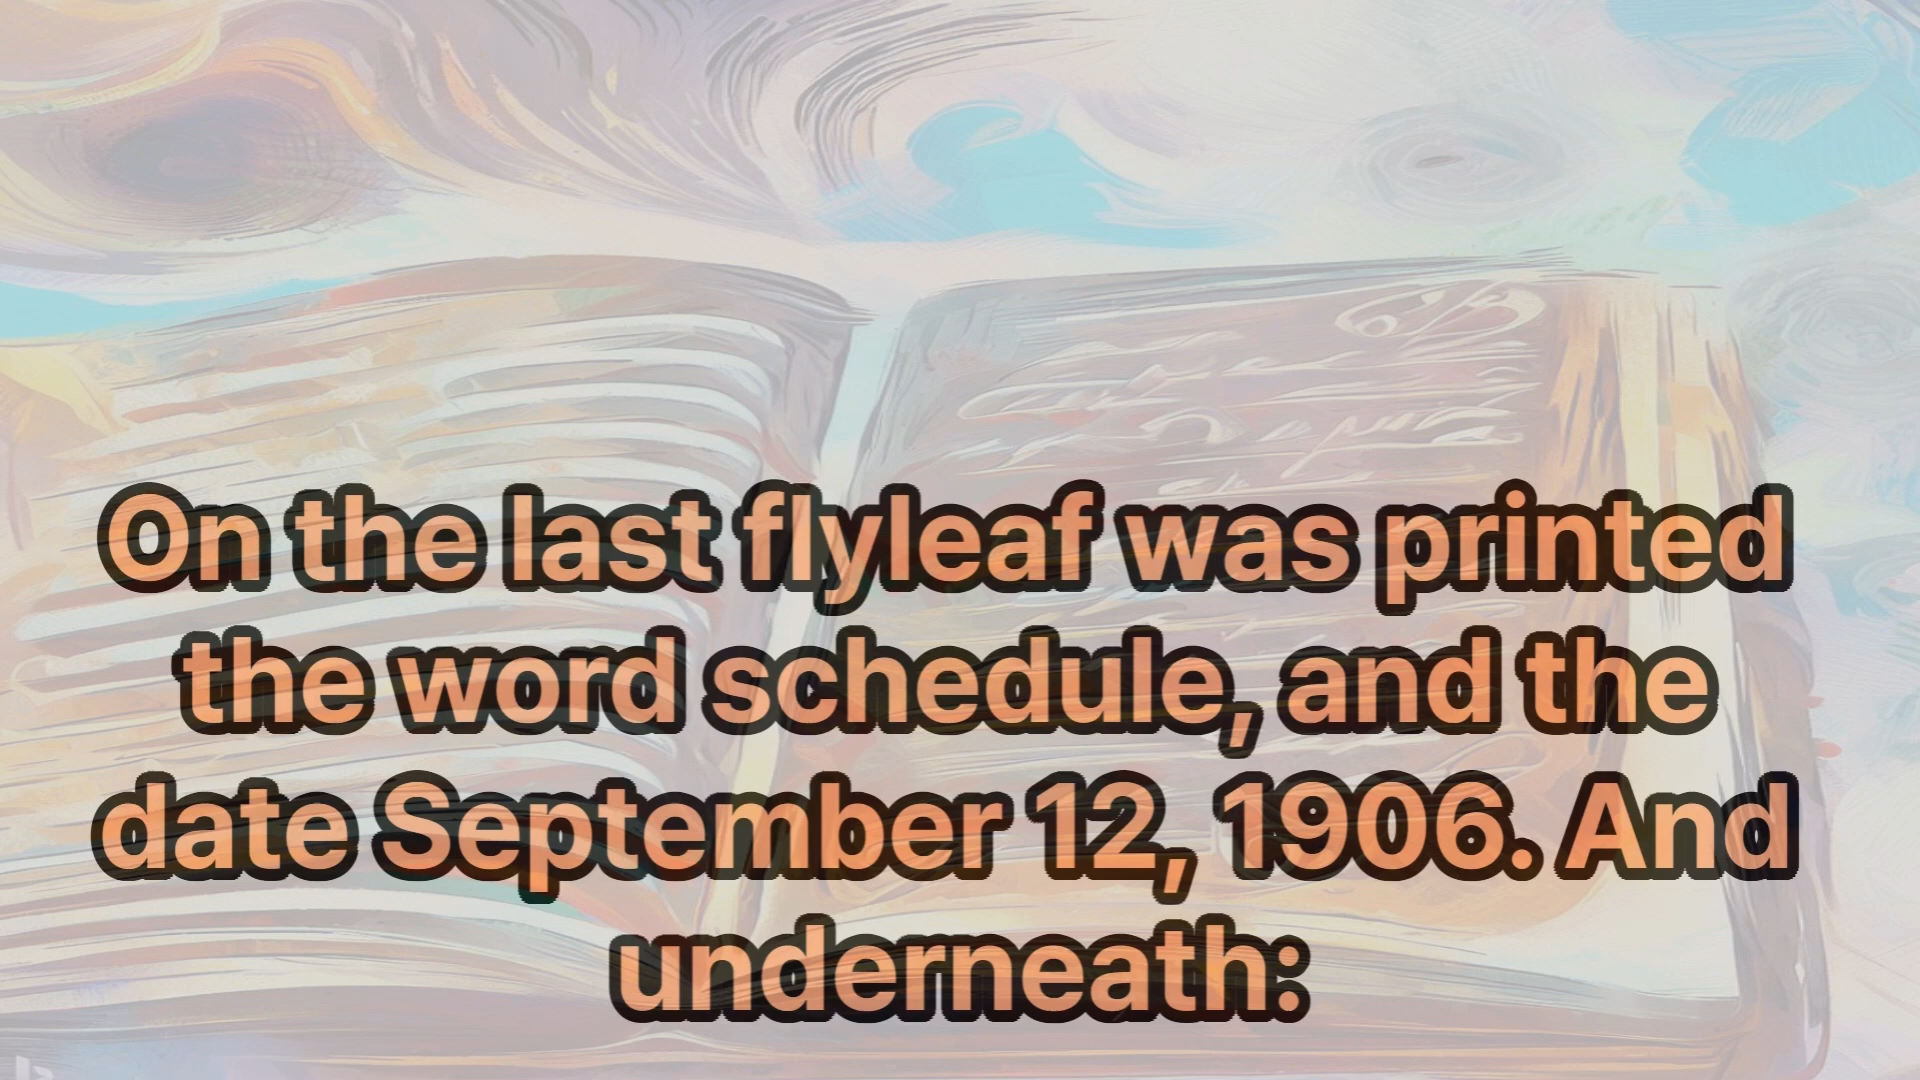 On the last flyleaf was printed
the word schedule, and the
date September 12, 1906. And
underneath: